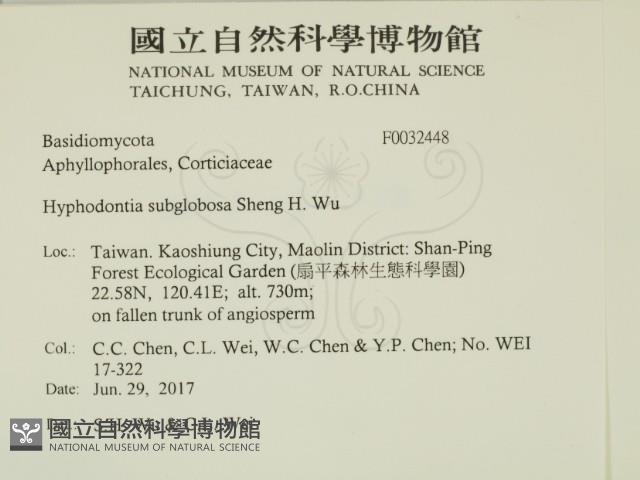 國立自然科學博物館
NATIONAL MUSEUM OF NATURAL SCIENCE
TAICHUNG, TAIWAN, R.O.CHINA
Basidiomycota F0032448
Aphyllophorales, Corticiaceae
Hyphodontia subglobosa Sheng H. Wu
Loc.: Taiwan. Kaoshiung City, Maolin District: Shan-Ping
Forest Ecological Garden (扇平森林生態科學園)
22.58N, 120.41E; alt. 730m;
on fallen trunk of angiosperm
Col.: C.C. Chen, C.L. Wei, W.C. Chen & Y.P. Chen; No. WEI
17-322
Date: Jun. 29, 2017
國立自然科學博物館
NATIONAL MUSEUM OF NATURAL SCIENCE